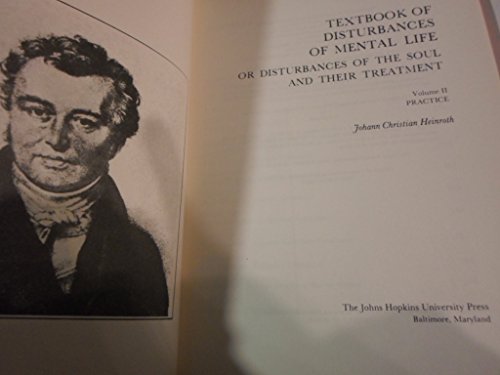 TEXTBOOK OF
DISTURBANCES
OF MENTAL LIFE
OR DISTURBANCES OF THE SOUL
AND THEIR TREATMENT
Volume II
PRACTICE
Johann Christian Heinroth
The Johns Hopkins University Press
Baltimore, Maryland